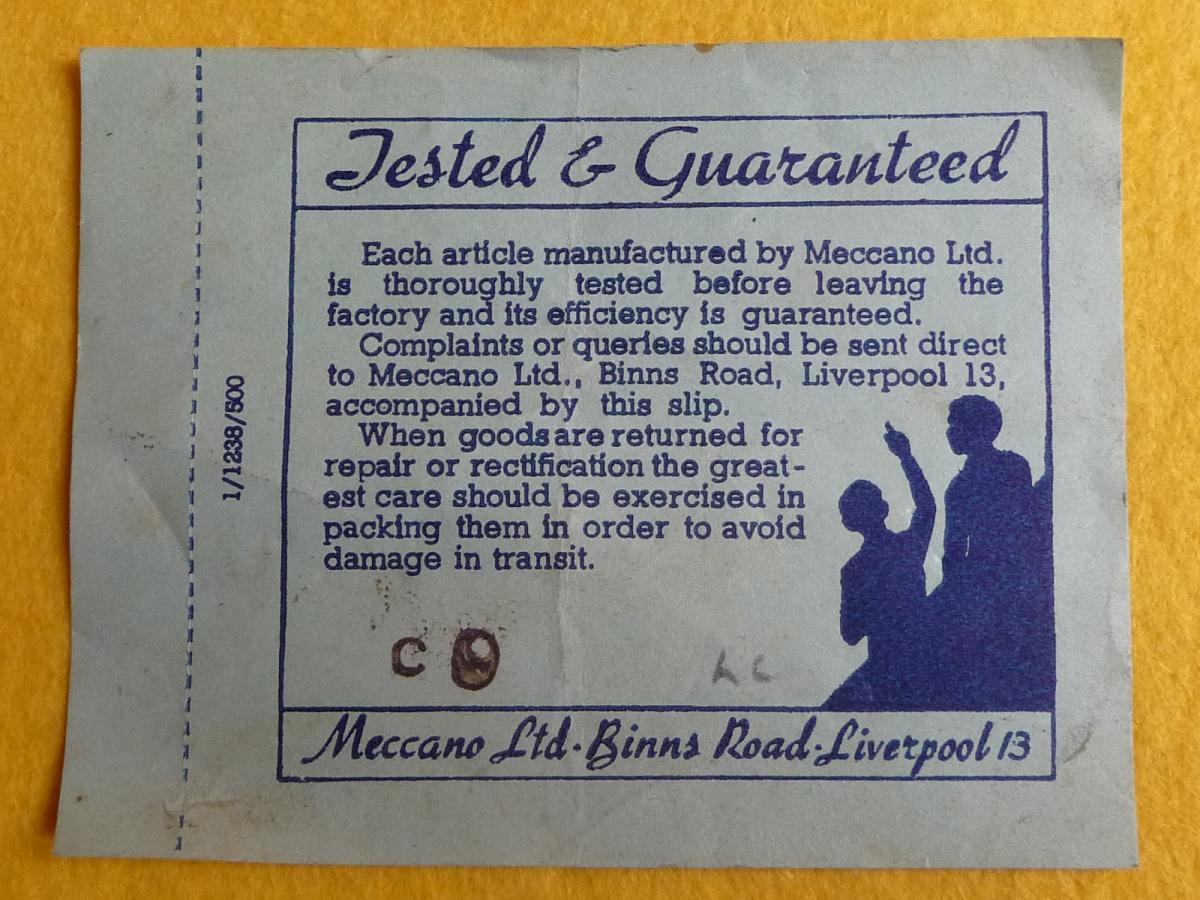 Tested & Guaranteed
Each article manufactured by Meccano Ltd.
is thoroughly tested before leaving the
factory and its efficiency is guaranteed.
Complaints or queries should be sent direct
to Meccano Ltd., Binns Road, Liverpool 13,
accompanied by this slip.
When goods are returned for
repair or rectification the great-
est care should be exercised in
packing them in order to avoid
damage in transit.
1/1238/500
C
Meccano Ltd · Binns Road · Liverpool 13